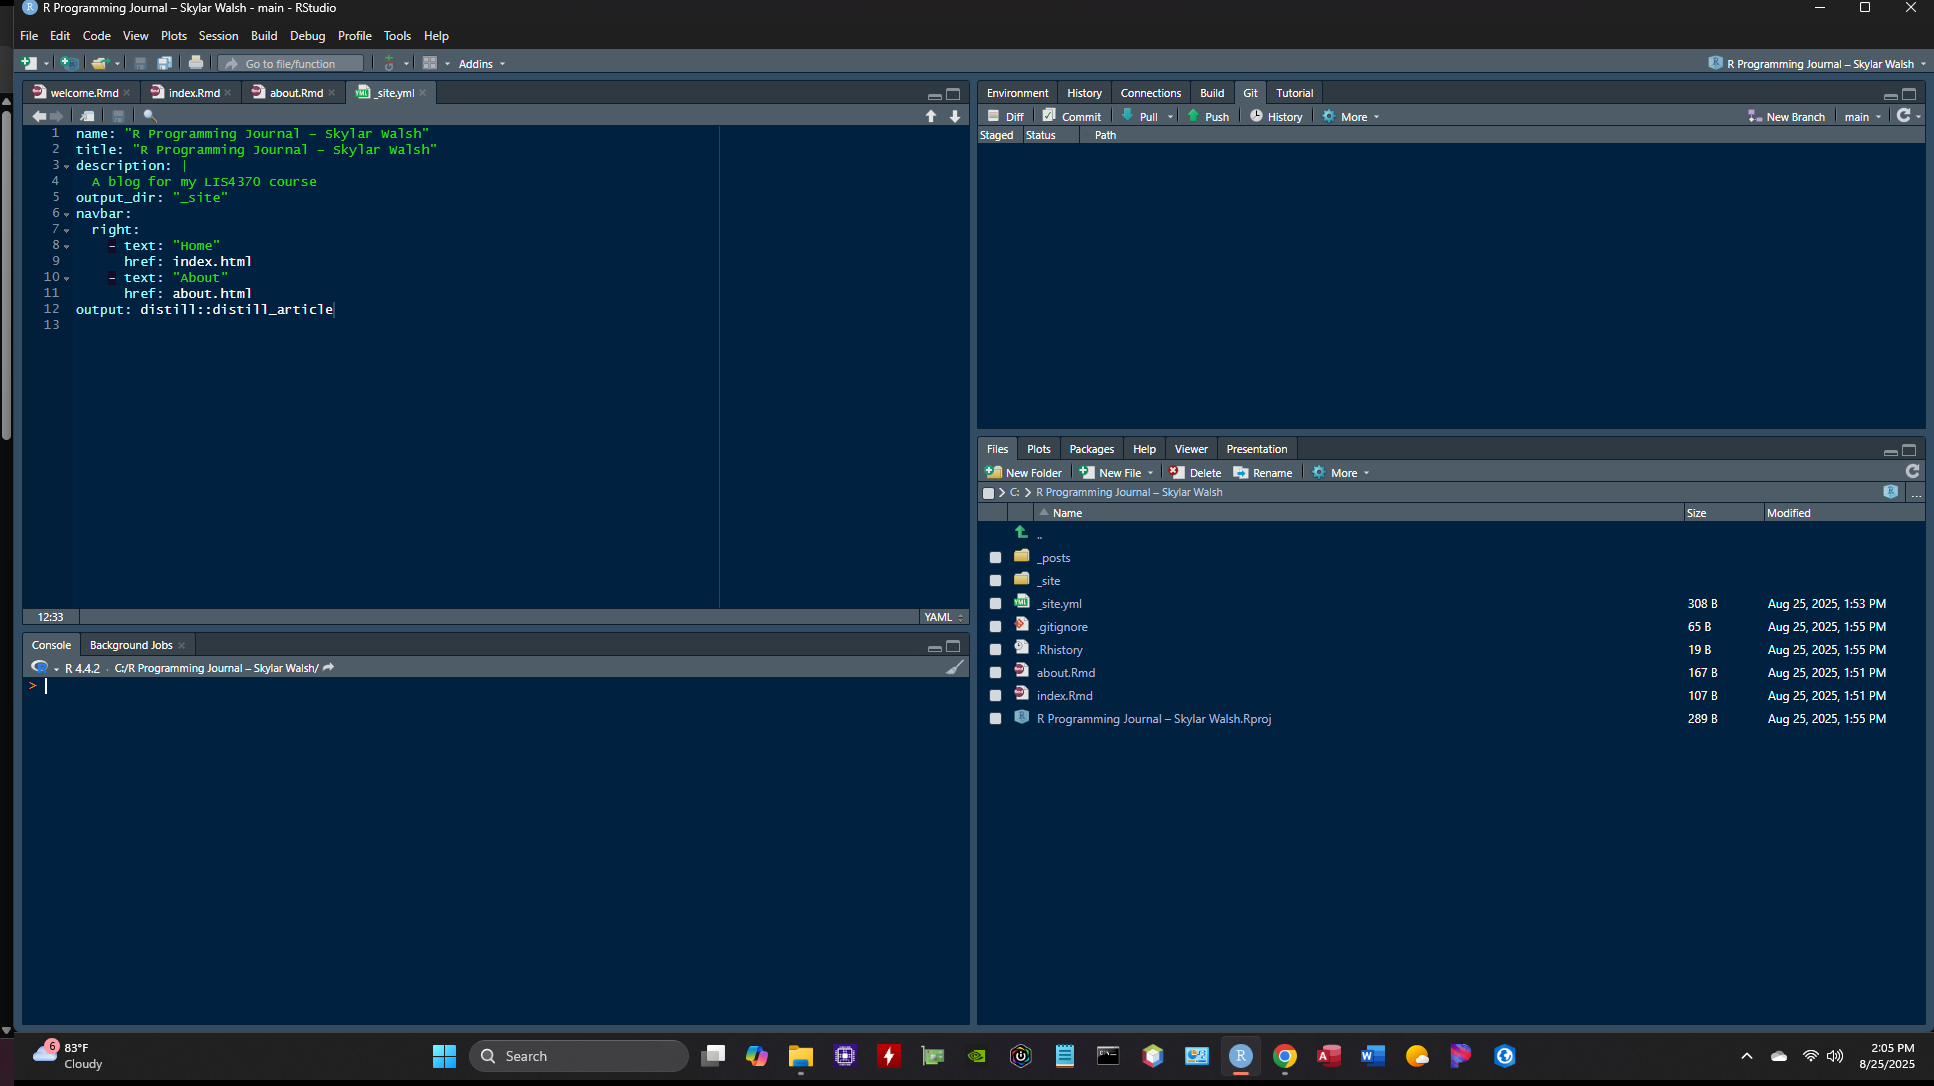 R Programming Journal – Skylar Walsh - main - RStudio
File Edit Code View Plots Session Build Debug Profile Tools Help
Go to file/function
Addins
R Programming Journal – Skylar Walsh
welcome.Rmd
index.Rmd
about.Rmd
_site.yml
1 name: "R Programming Journal – Skylar Walsh"
2 title: "R Programming Journal – Skylar Walsh"
3 description: |
4 A blog for my LIS4370 course
5 output_dir: "_site"
6 navbar:
7 right:
8 - text: "Home"
9 href: index.html
10 - text: "About"
11 href: about.html
12 output: distill::distill_article
13
12:33
YAML
Console Background Jobs
R 4.4.2 · C:/R Programming Journal – Skylar Walsh/
>
Environment History Connections Build Git Tutorial
Diff Commit Pull Push History More New Branch main
Staged Status Path
Files Plots Packages Help Viewer Presentation
New Folder New File Delete Rename More
C: R Programming Journal – Skylar Walsh ...
Name Size Modified
..
_posts
_site
_site.yml 308 B Aug 25, 2025, 1:53 PM
.gitignore 65 B Aug 25, 2025, 1:55 PM
.Rhistory 19 B Aug 25, 2025, 1:55 PM
about.Rmd 167 B Aug 25, 2025, 1:51 PM
index.Rmd 107 B Aug 25, 2025, 1:51 PM
R Programming Journal – Skylar Walsh.Rproj 289 B Aug 25, 2025, 1:55 PM
6
83°F
Cloudy
Search
2:05 PM
8/25/2025